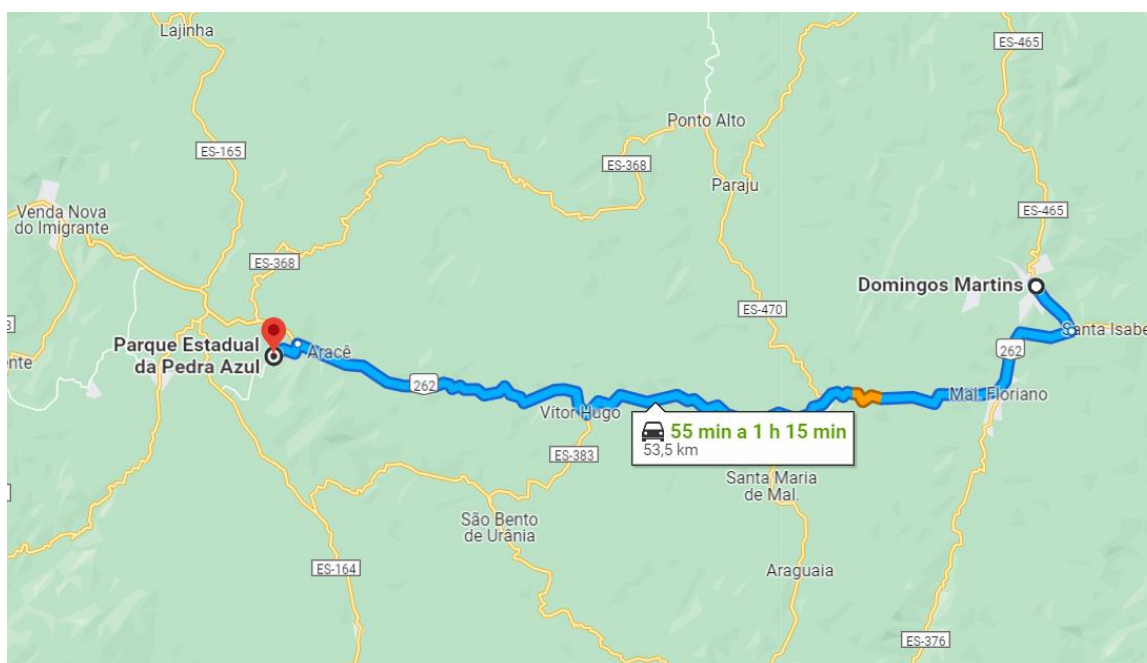 Lajinha
ES-465
Ponto Alto
ES-165
ES-368
Paraju
Venda Nova
do Imigrante
ES-465
ES-368
Domingos Martins
ES-470
Santa Isabe
Parque Estadual
da Pedra Azul
Aracê
262
ente
262
Vítor Hugo
Mal. Floriano
55 min a 1 h 15 min
53,5 km
ES-383
Santa Maria
de Mal.
São Bento
de Urânia
ES-164
Araguaia
ES-376